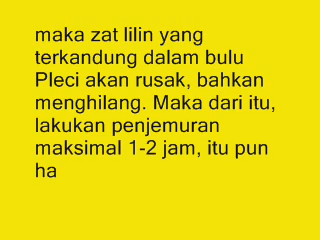 maka zat lilin yang
terkandung dalam bulu
Pleci akan rusak, bahkan
menghilang. Maka dari itu,
lakukan penjemuran
maksimal 1-2 jam, itu pun
ha